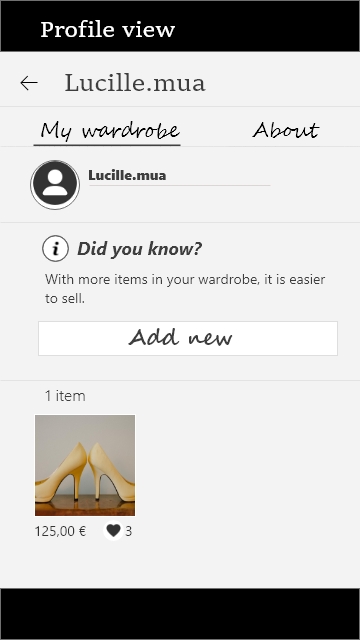 Profile view
Lucille.mua
My wardrobe
About
Lucille.mua
Did you know?
With more items in your wardrobe, it is easier
to sell.
Add new
1 item
125,00 € 3